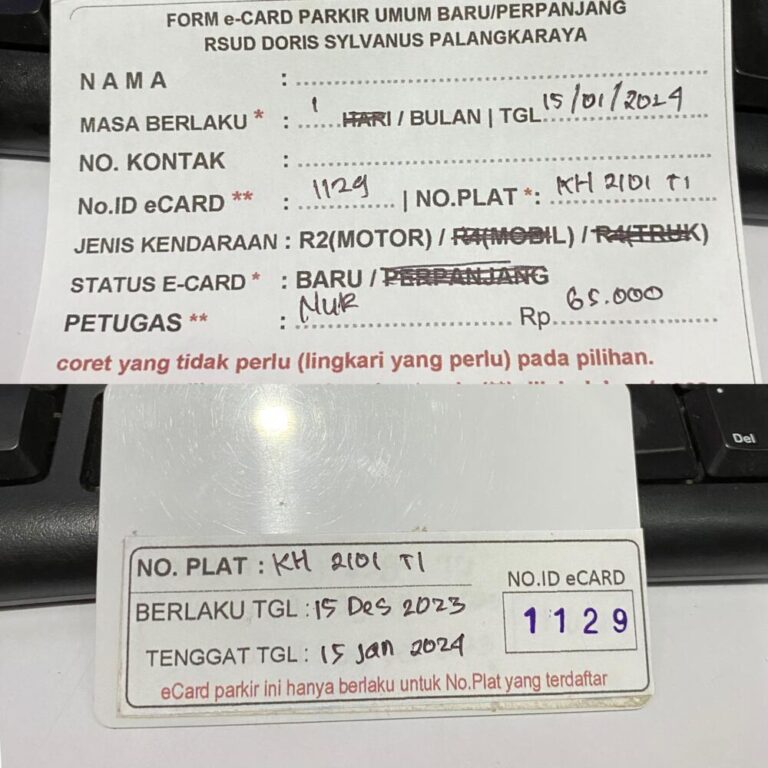 FORM e-CARD PARKIR UMUM BARU/PERPANJANG
RSUD DORIS SYLVANUS PALANGKARAYA
NAMA :
MASA BERLAKU * : 1 HARI / BULAN | TGL 15/01/2024
NO. KONTAK :
No.ID eCARD ** : 1129 | NO.PLAT *: KH 2101 TI
JENIS KENDARAAN : R2(MOTOR) / R4(MOBIL) / R4(TRUK)
STATUS E-CARD * : BARU / PERPANJANG
PETUGAS ** : NUR Rp 65.000
coret yang tidak perlu (lingkari yang perlu) pada pilihan.
Del
NO. PLAT : KH 2101 TI
BERLAKU TGL : 15 Des 2023
TENGGAT TGL : 15 Jan 2024
NO.ID eCARD
1129
eCard parkir ini hanya berlaku untuk No.Plat yang terdaftar